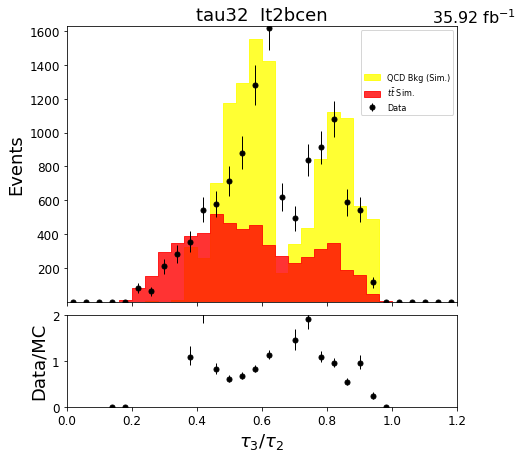 tau32 It2bcen
35.92 fb⁻¹
1600
1400
1200
1000
800
600
400
200
Events
QCD Bkg (Sim.)
tt̄ Sim.
Data
2
1
0
Data/MC
0.0 0.2 0.4 0.6 0.8 1.0 1.2
τ₃/τ₂